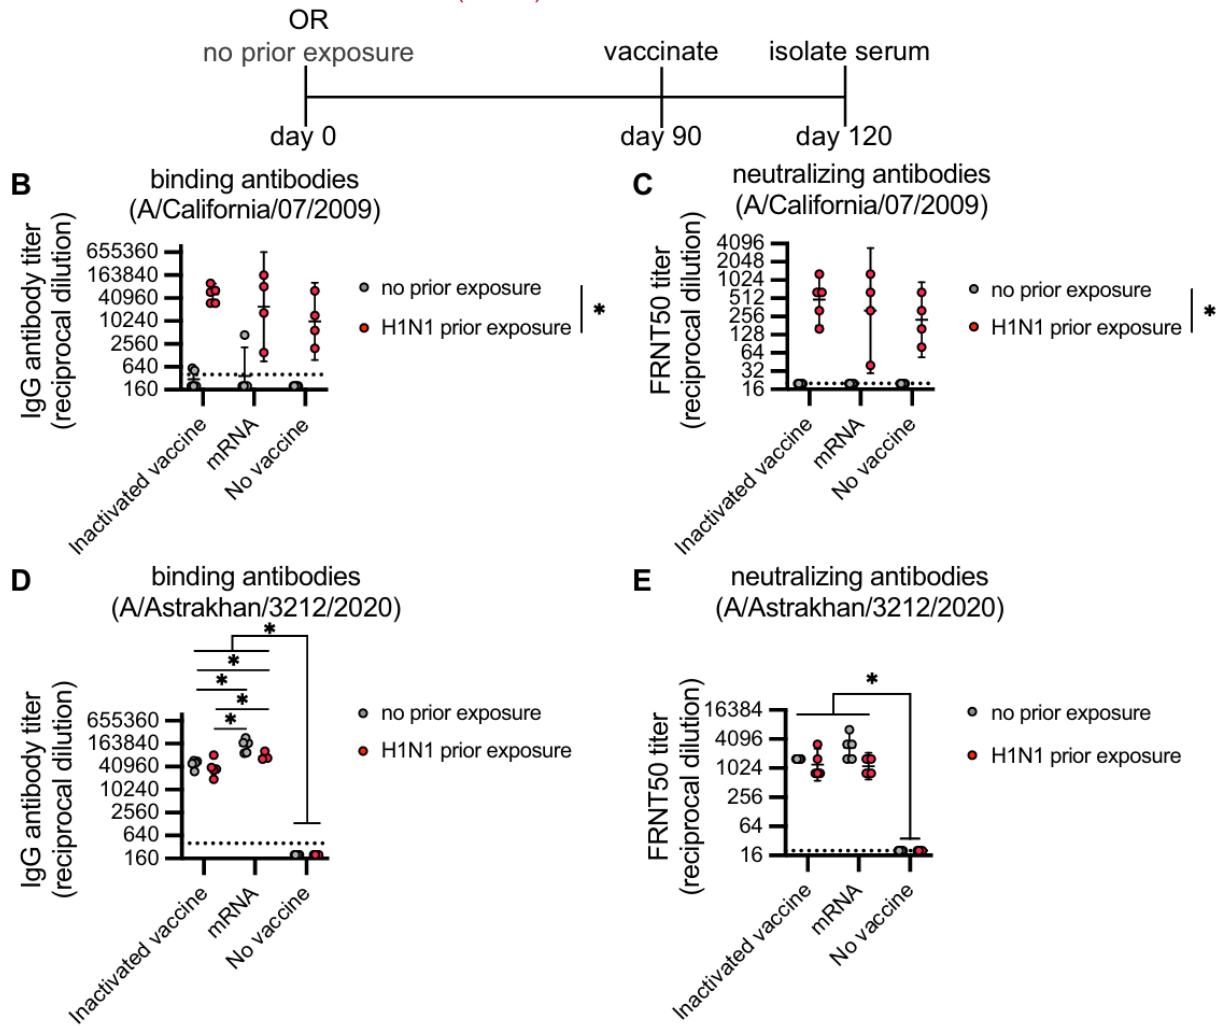 OR
no prior exposure
vaccinate
isolate serum
day 0
day 90
day 120
B
binding antibodies
(A/California/07/2009)
IgG antibody titer
(reciprocal dilution)
655360
163840
40960
10240
2560
640
160
Inactivated vaccine
mRNA
No vaccine
no prior exposure
H1N1 prior exposure
*
C
neutralizing antibodies
(A/California/07/2009)
FRNT50 titer
(reciprocal dilution)
4096
2048
1024
512
256
128
64
32
16
Inactivated vaccine
mRNA
No vaccine
no prior exposure
H1N1 prior exposure
*
D
binding antibodies
(A/Astrakhan/3212/2020)
*
*
*
*
*
IgG antibody titer
(reciprocal dilution)
655360
163840
40960
10240
2560
640
160
Inactivated vaccine
mRNA
No vaccine
no prior exposure
H1N1 prior exposure
E
neutralizing antibodies
(A/Astrakhan/3212/2020)
*
FRNT50 titer
(reciprocal dilution)
16384
4096
1024
256
64
16
Inactivated vaccine
mRNA
No vaccine
no prior exposure
H1N1 prior exposure